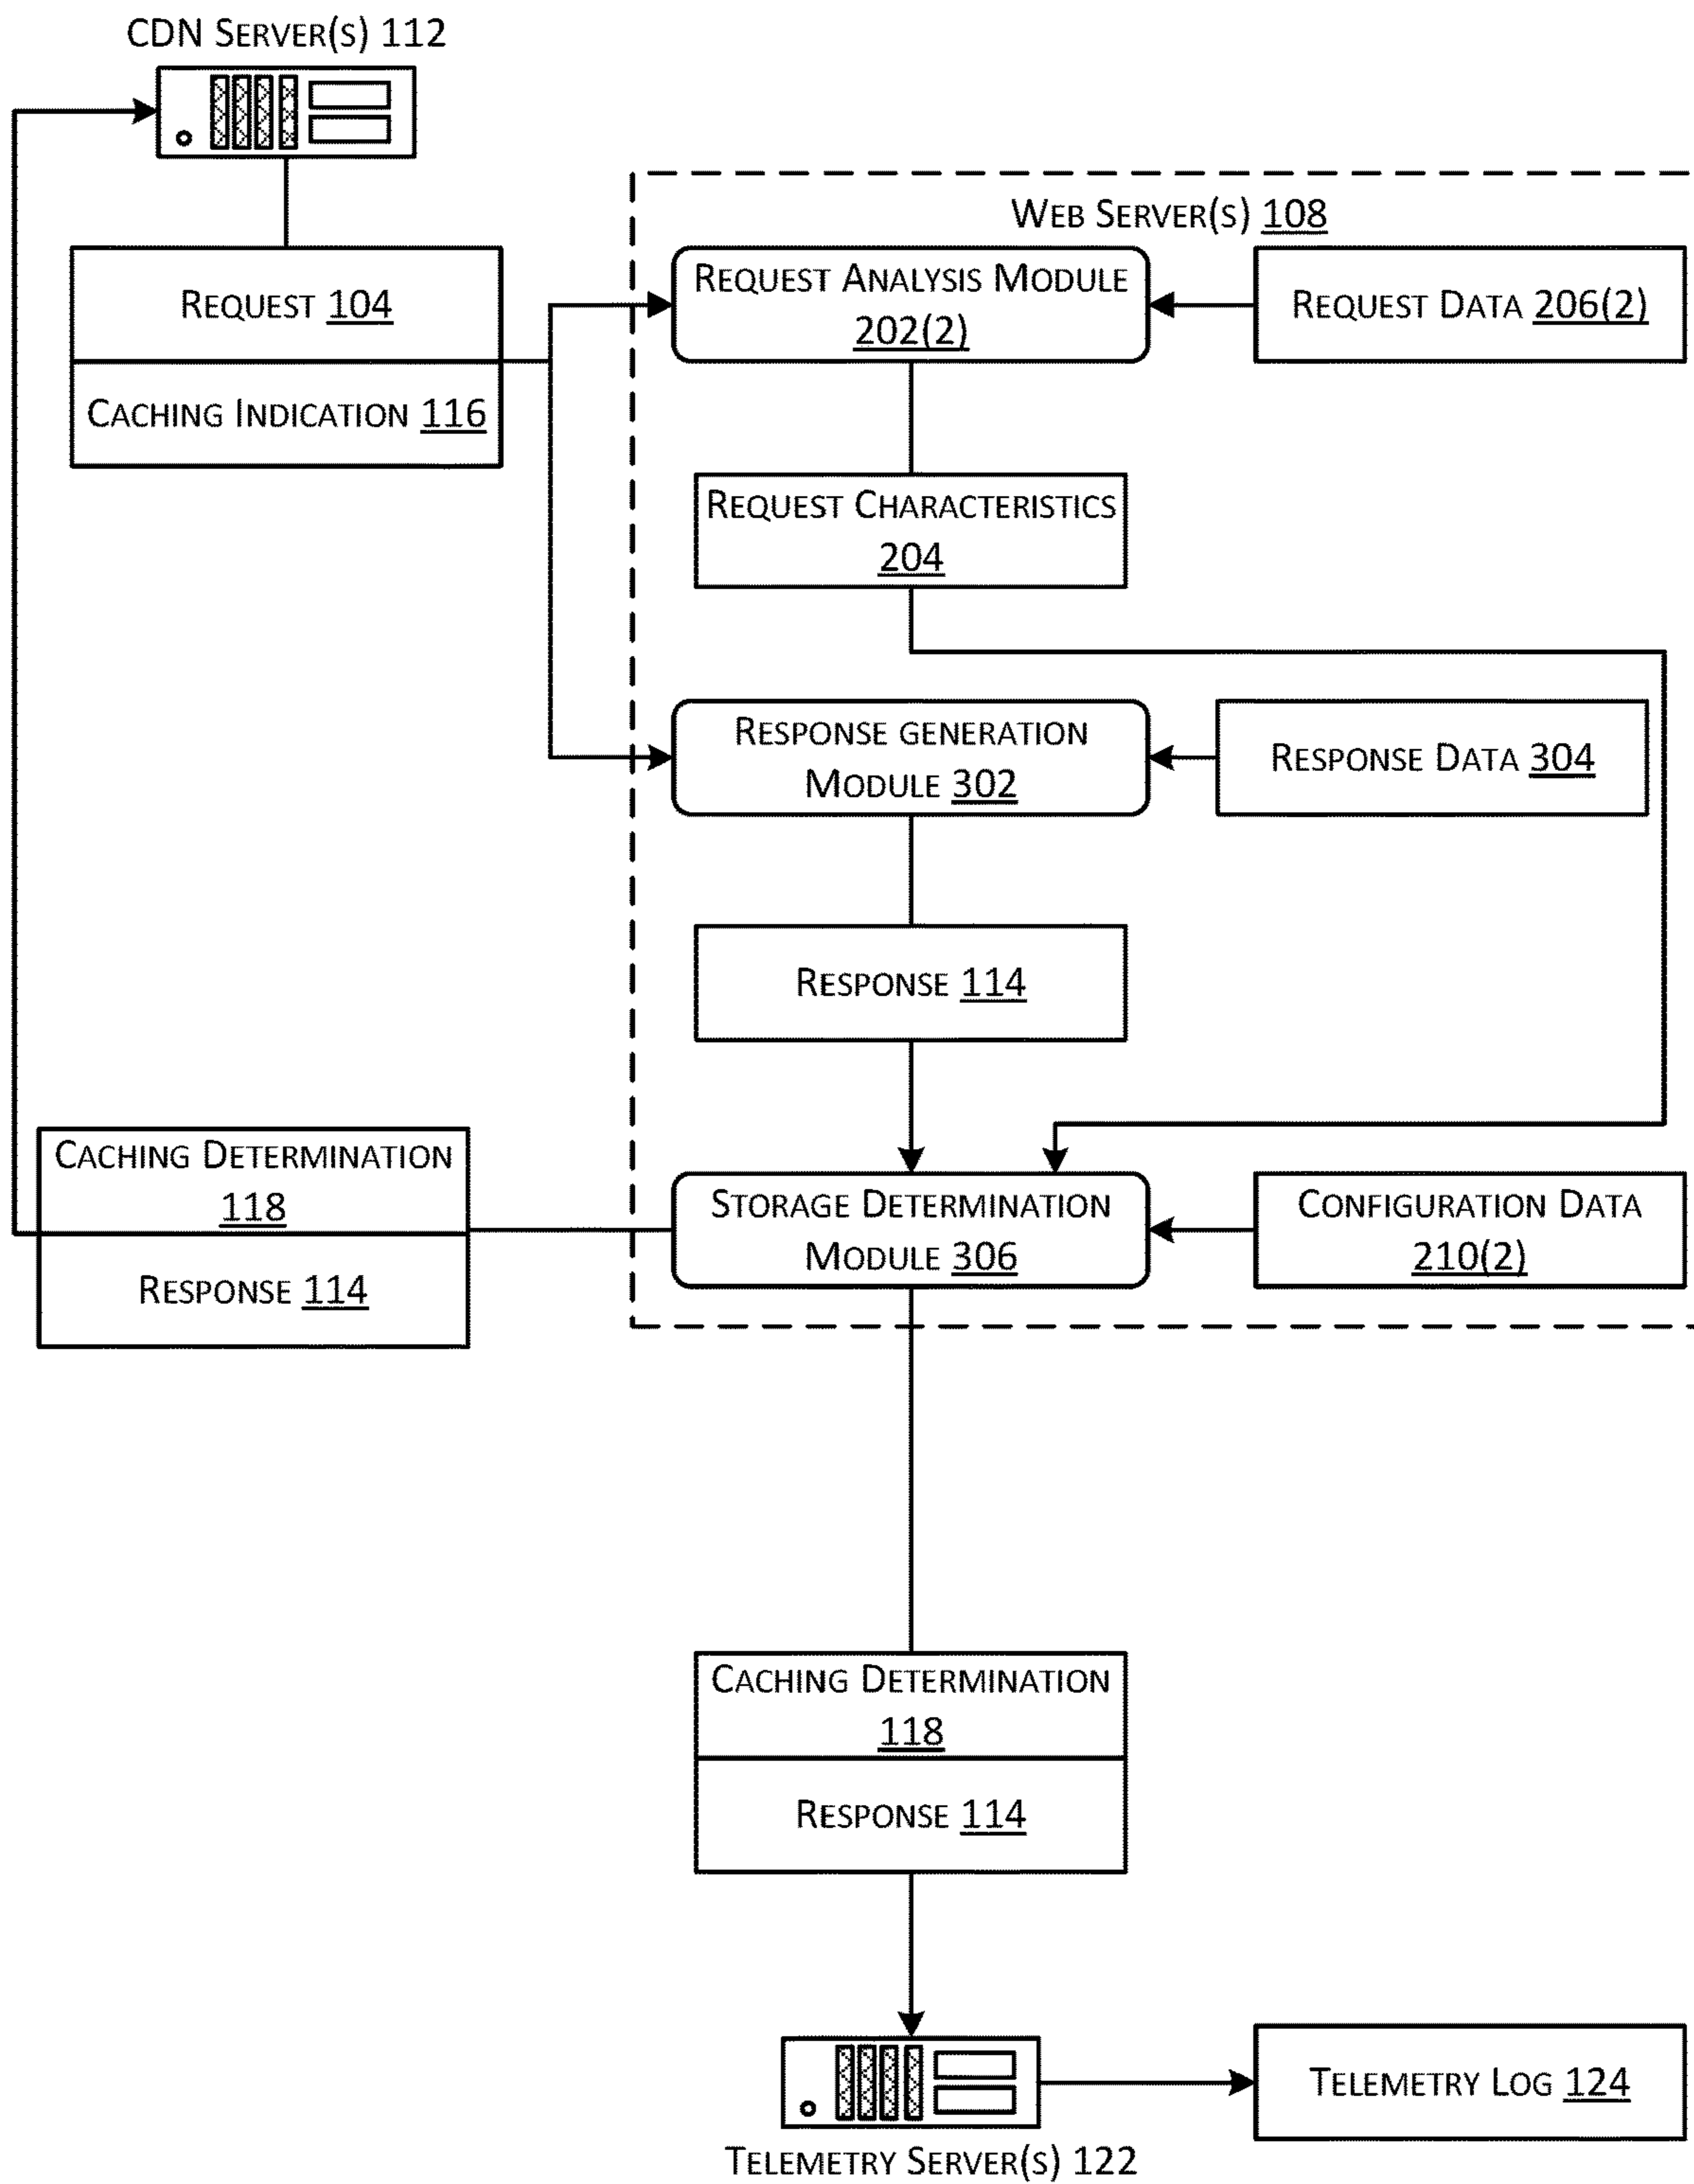 CDN SERVER(S) 112
WEB SERVER(S) 108
REQUEST 104
CACHING INDICATION 116
REQUEST ANALYSIS MODULE
202(2)
REQUEST DATA 206(2)
REQUEST CHARACTERISTICS
204
RESPONSE GENERATION
MODULE 302
RESPONSE DATA 304
RESPONSE 114
CACHING DETERMINATION
118
RESPONSE 114
STORAGE DETERMINATION
MODULE 306
CONFIGURATION DATA
210(2)
CACHING DETERMINATION
118
RESPONSE 114
TELEMETRY SERVER(S) 122
TELEMETRY LOG 124